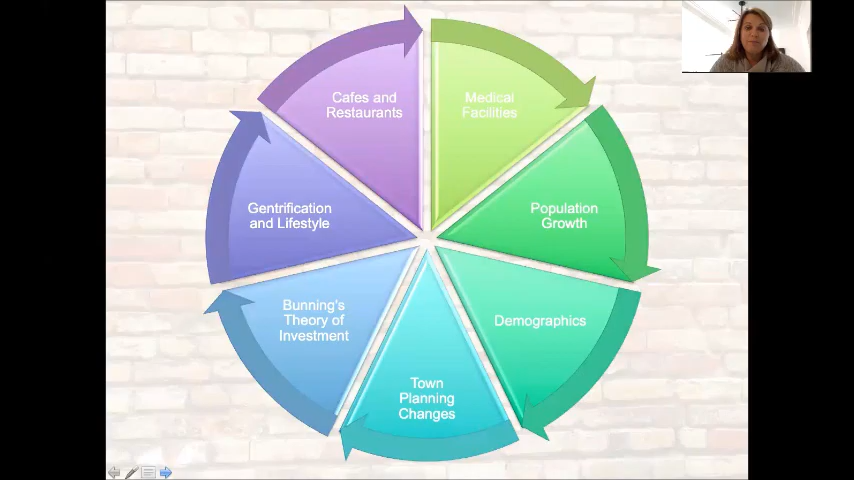 Cafes and
Restaurants
Medical
Facilities
Population
Growth
Demographics
Town
Planning
Changes
Bunning's
Theory of
Investment
Gentrification
and Lifestyle